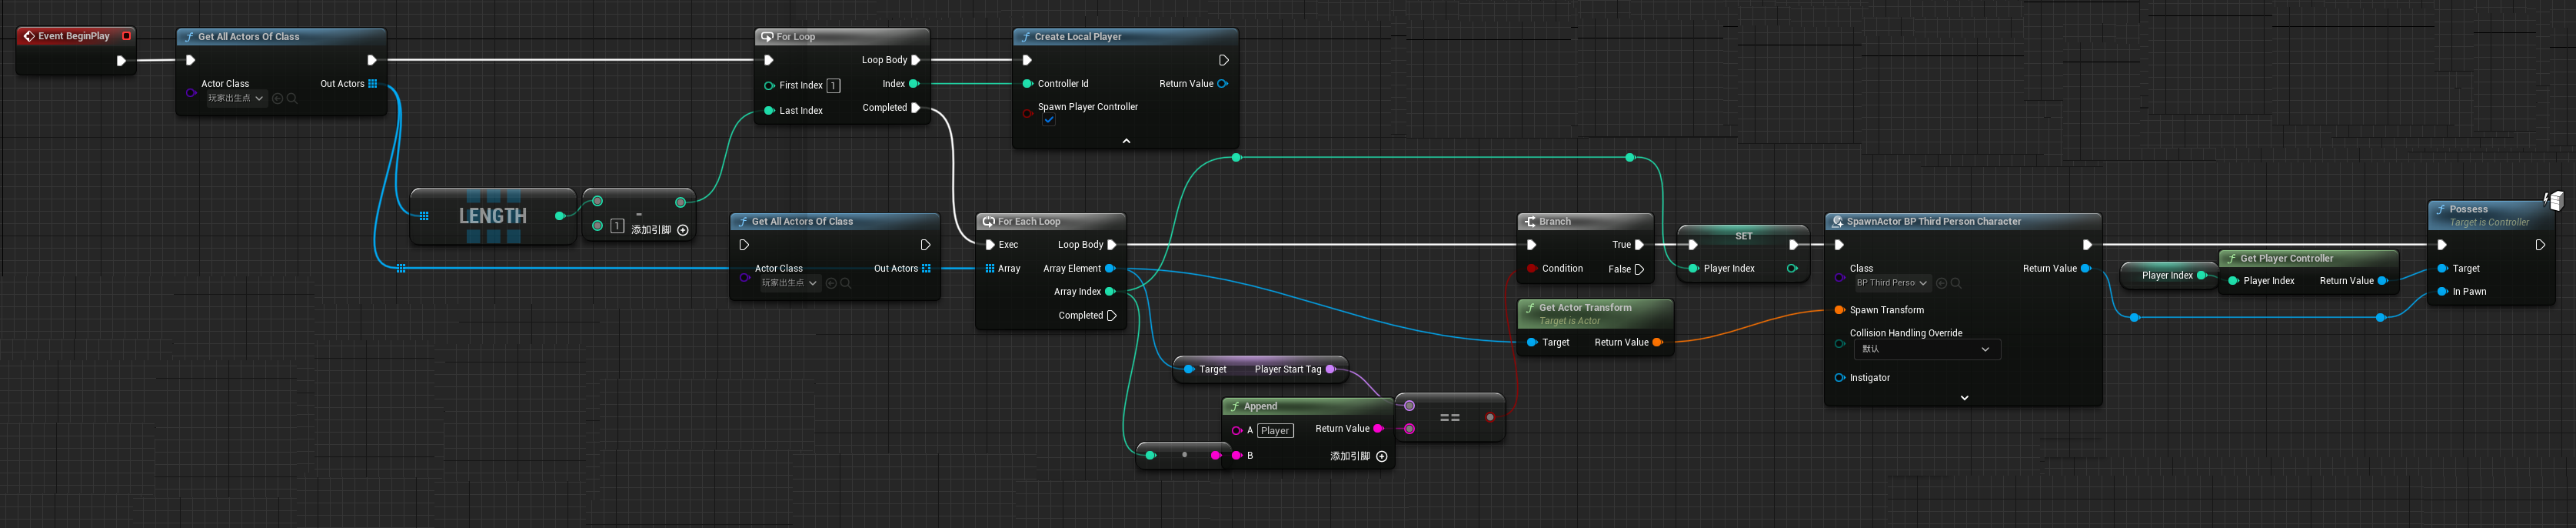 Event BeginPlay
Get All Actors Of Class
Actor Class
玩家出生点
Out Actors
For Loop
First Index 1
Last Index
Loop Body
Index
Completed
Create Local Player
Controller Id
Spawn Player Controller
Return Value
LENGTH
-
1
添加引脚
Get All Actors Of Class
Actor Class
玩家出生点
Out Actors
For Each Loop
Exec
Array
Loop Body
Array Element
Array Index
Completed
Target
Player Start Tag
Append
A Player
B
Return Value
添加引脚
==
Branch
Condition
True
False
Get Actor Transform
Target is Actor
Target
Return Value
SET
Player Index
SpawnActor BP Third Person Character
Class
BP Third Perso
Spawn Transform
Collision Handling Override
默认
Instigator
Return Value
Player Index
Get Player Controller
Player Index
Return Value
Possess
Target is Controller
Target
In Pawn